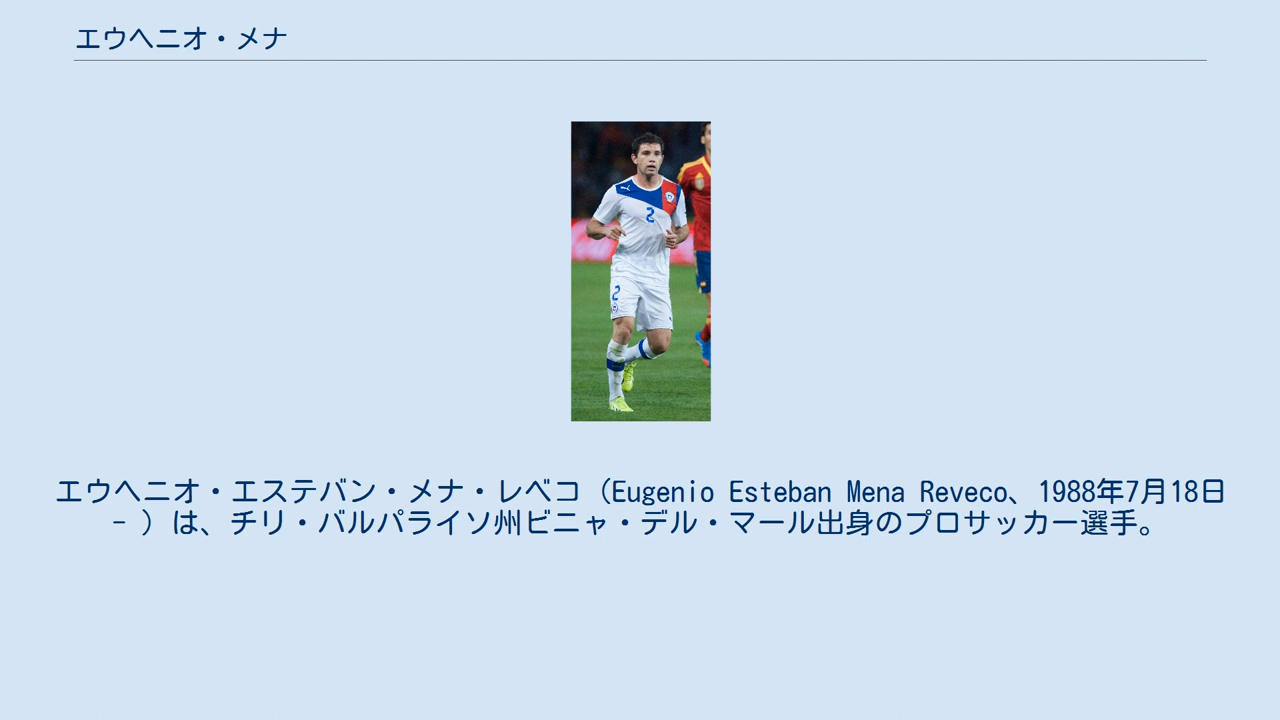 エウヘニオ・メナ
2
2
エウヘニオ・エステバン・メナ・レベコ（Eugenio Esteban Mena Reveco、1988年7月18日
- ）は、チリ・バルパライソ州ビニャ・デル・マール出身のプロサッカー選手。